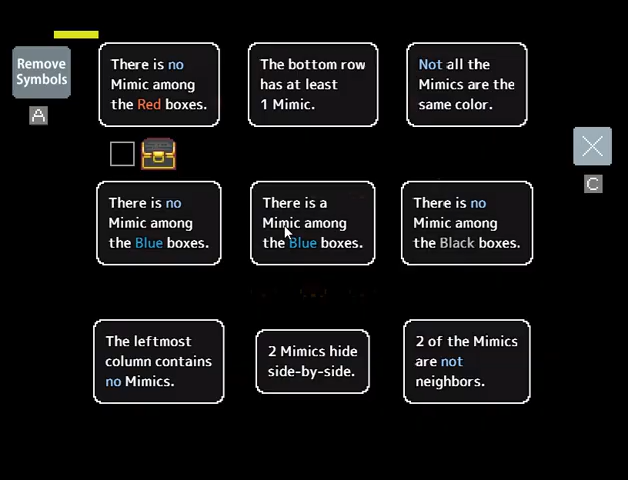 Remove
Symbols
A
There is no
Mimic among
the Red boxes.
The bottom row
has at least
1 Mimic.
Not all the
Mimics are the
same color.
C
There is no
Mimic among
the Blue boxes.
There is a
Mimic among
the Blue boxes.
There is no
Mimic among
the Black boxes.
The leftmost
column contains
no Mimics.
2 Mimics hide
side-by-side.
2 of the Mimics
are not
neighbors.